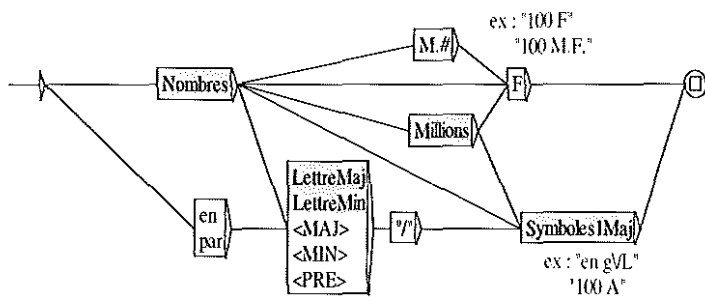 ex : "100 F"
"100 M.F."
M.#
Nombres
F
Millions
en
par
LettreMaj
LettreMin
<MAJ>
<MIN>
<PRE>
"/"
Symboles1Maj
ex : "en g\/L"
"100 A"